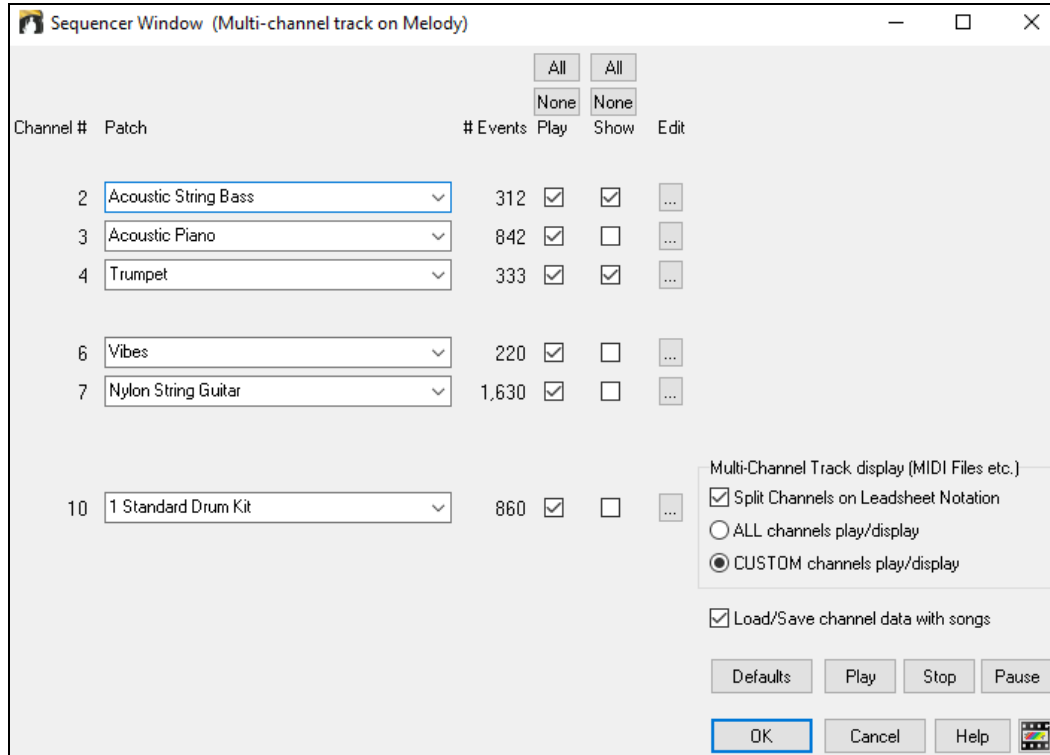 Sequencer Window (Multi-channel track on Melody)
All All
None None
Channel # Patch # Events Play Show Edit
2 Acoustic String Bass 312 ...
3 Acoustic Piano 842 ...
4 Trumpet 333 ...
6 Vibes 220 ...
7 Nylon String Guitar 1,630 ...
Multi-Channel Track display (MIDI Files etc.)
Split Channels on Leadsheet Notation
10 1 Standard Drum Kit 860 ...
ALL channels play/display
CUSTOM channels play/display
Load/Save channel data with songs
Defaults Play Stop Pause
OK Cancel Help